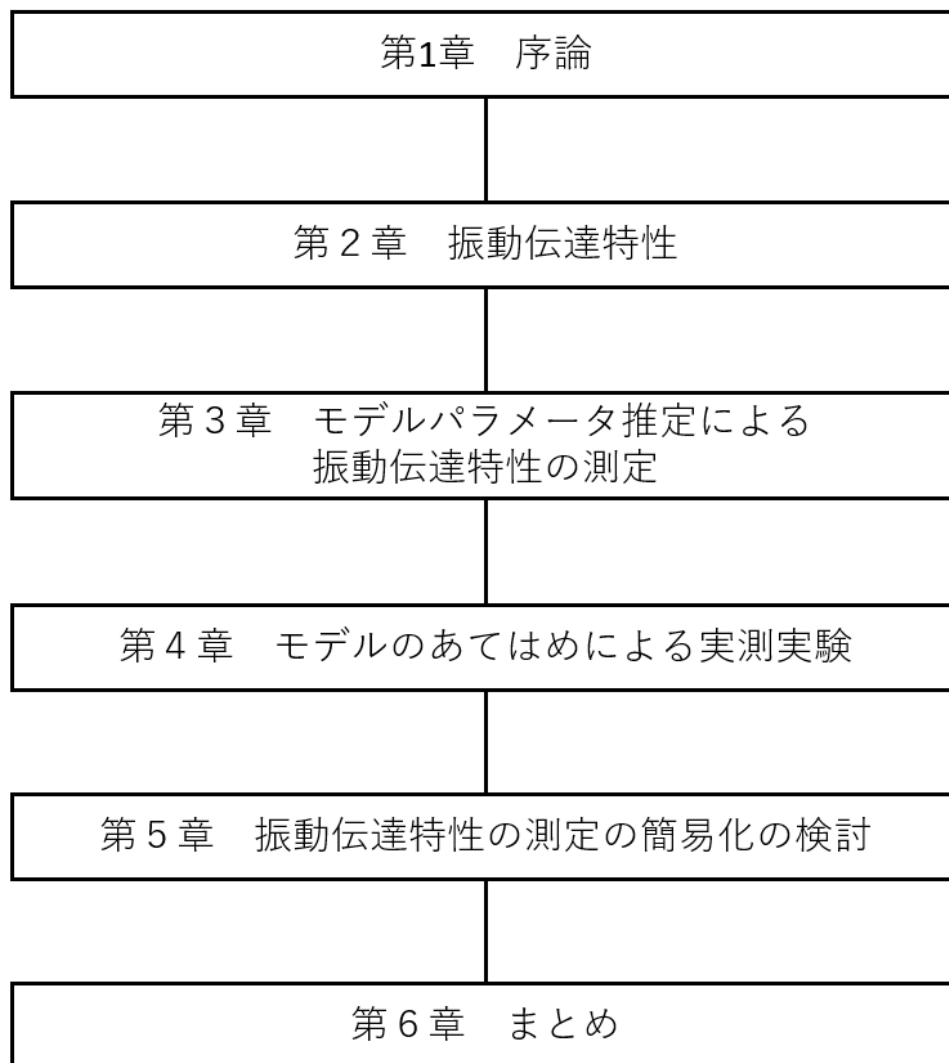 第1章　序論
第２章　振動伝達特性
第３章　モデルパラメータ推定による
振動伝達特性の測定
第４章　モデルのあてはめによる実測実験
第５章　振動伝達特性の測定の簡易化の検討
第６章　まとめ